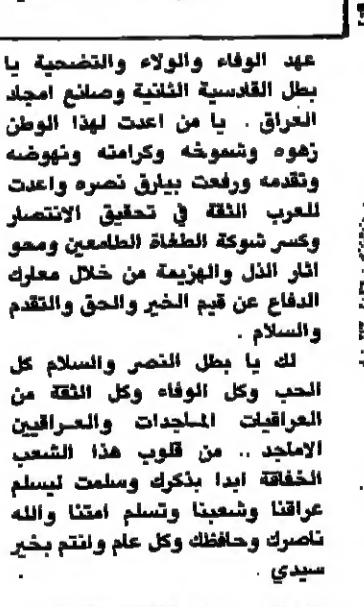 عهد الوفاء والولاء والتضحية يا
بطل القادسية الثانية وصانع امجاد
العراق . يا من اعدت لهذا الوطن
زهوه وشموخه وكرامته ونهوضه
وتقدمه ورفعت بيارق نصره واعدت
للعرب الثقة في تحقيق الانتصار
وكسر شوكة الطغاة الطامعين ومحو
اثار الذل والهزيمة من خلال معارك
الدفاع عن قيم الخير والحق والتقدم
والسلام .
لك يا بطل النصر والسلام كل
الحب وكل الوفاء وكل الثقة من
العراقيات الماجدات والعراقيين
الاماجد .. من قلوب هذا الشعب
الخفاقة ابدا بذكرك وسلمت ليسلم
عراقنا وشعبنا وتسلم امتنا والله
ناصرك وحافظك وكل عام وانتم بخير
سيدي .